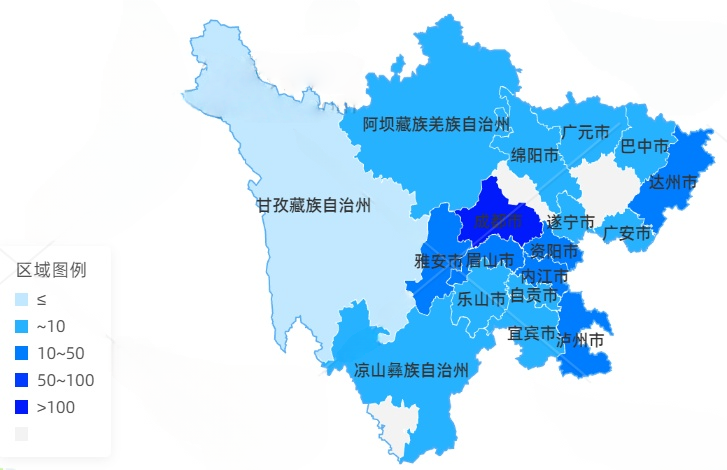 阿坝藏族羌族自治州
广元市
巴中市
绵阳市
达州市
甘孜藏族自治州
成都市
遂宁市
广安市
资阳市
雅安市
眉山市
内江市
乐山市
自贡市
宜宾市
泸州市
凉山彝族自治州
区域图例
≤
~10
10~50
50~100
>100